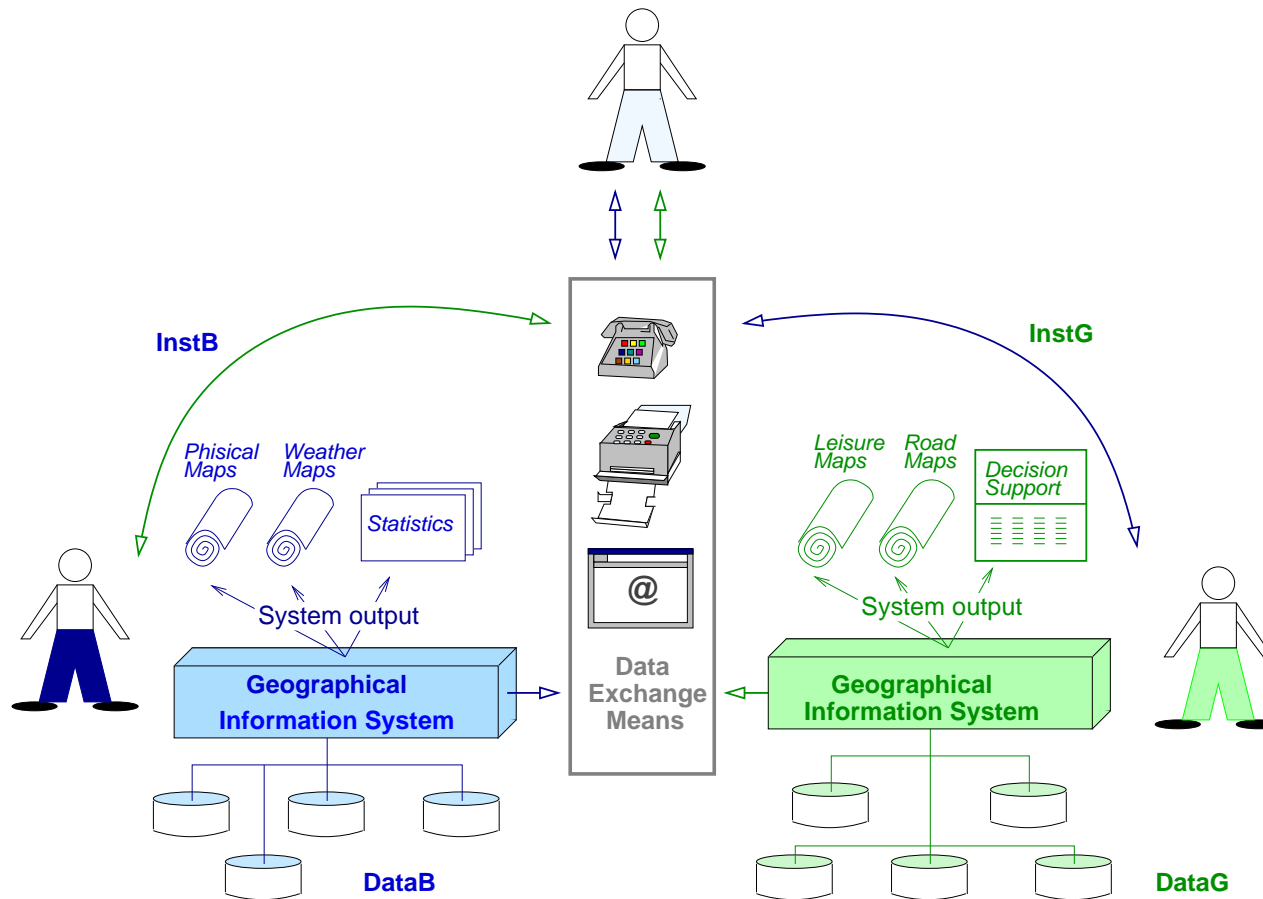 InstB
InstG
Phisical
Maps
Weather
Maps
Statistics
Leisure
Maps
Road
Maps
Decision
Support
@
System output
System output
Geographical
Information System
Data
Exchange
Means
Geographical
Information System
DataB
DataG